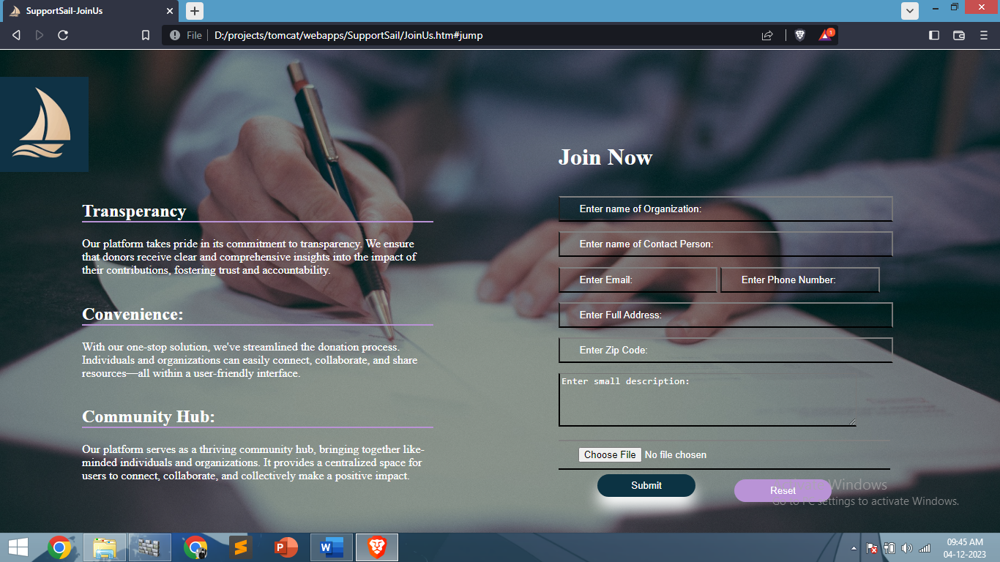 SupportSail-JoinUs
File
D:/projects/tomcat/webapps/SupportSail/JoinUs.htm#jump
1
Transperancy
Our platform takes pride in its commitment to transparency. We ensure
that donors receive clear and comprehensive insights into the impact of
their contributions, fostering trust and accountability.
Convenience:
With our one-stop solution, we've streamlined the donation process.
Individuals and organizations can easily connect, collaborate, and share
resources—all within a user-friendly interface.
Community Hub:
Our platform serves as a thriving community hub, bringing together like-
minded individuals and organizations. It provides a centralized space for
users to connect, collaborate, and collectively make a positive impact.
Join Now
Enter name of Organization:
Enter name of Contact Person:
Enter Email:
Enter Phone Number:
Enter Full Address:
Enter Zip Code:
Enter small description:
Choose File No file chosen
Submit
Reset
Windows
Go to PC settings to activate Windows.
P
W
09:45 AM
04-12-2023